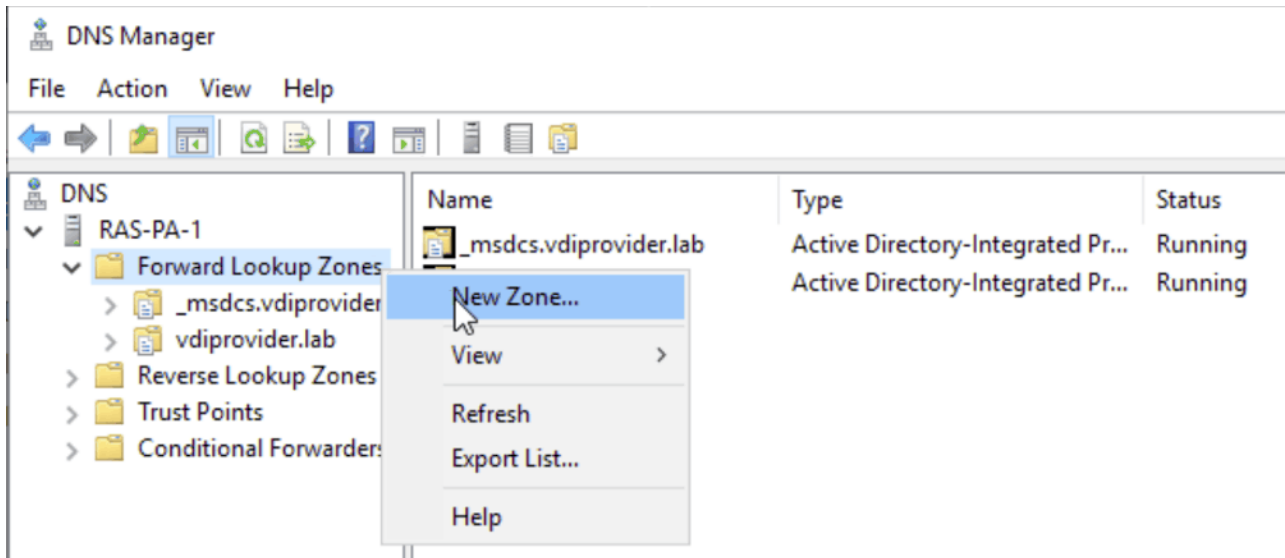 DNS Manager
File Action View Help
DNS
RAS-PA-1
Forward Lookup Zones
_msdcs.vdiprovider
vdiprovider.lab
Reverse Lookup Zones
Trust Points
Conditional Forwarders
Name Type Status
_msdcs.vdiprovider.lab Active Directory-Integrated Pr... Running
Active Directory-Integrated Pr... Running
New Zone...
View
Refresh
Export List...
Help